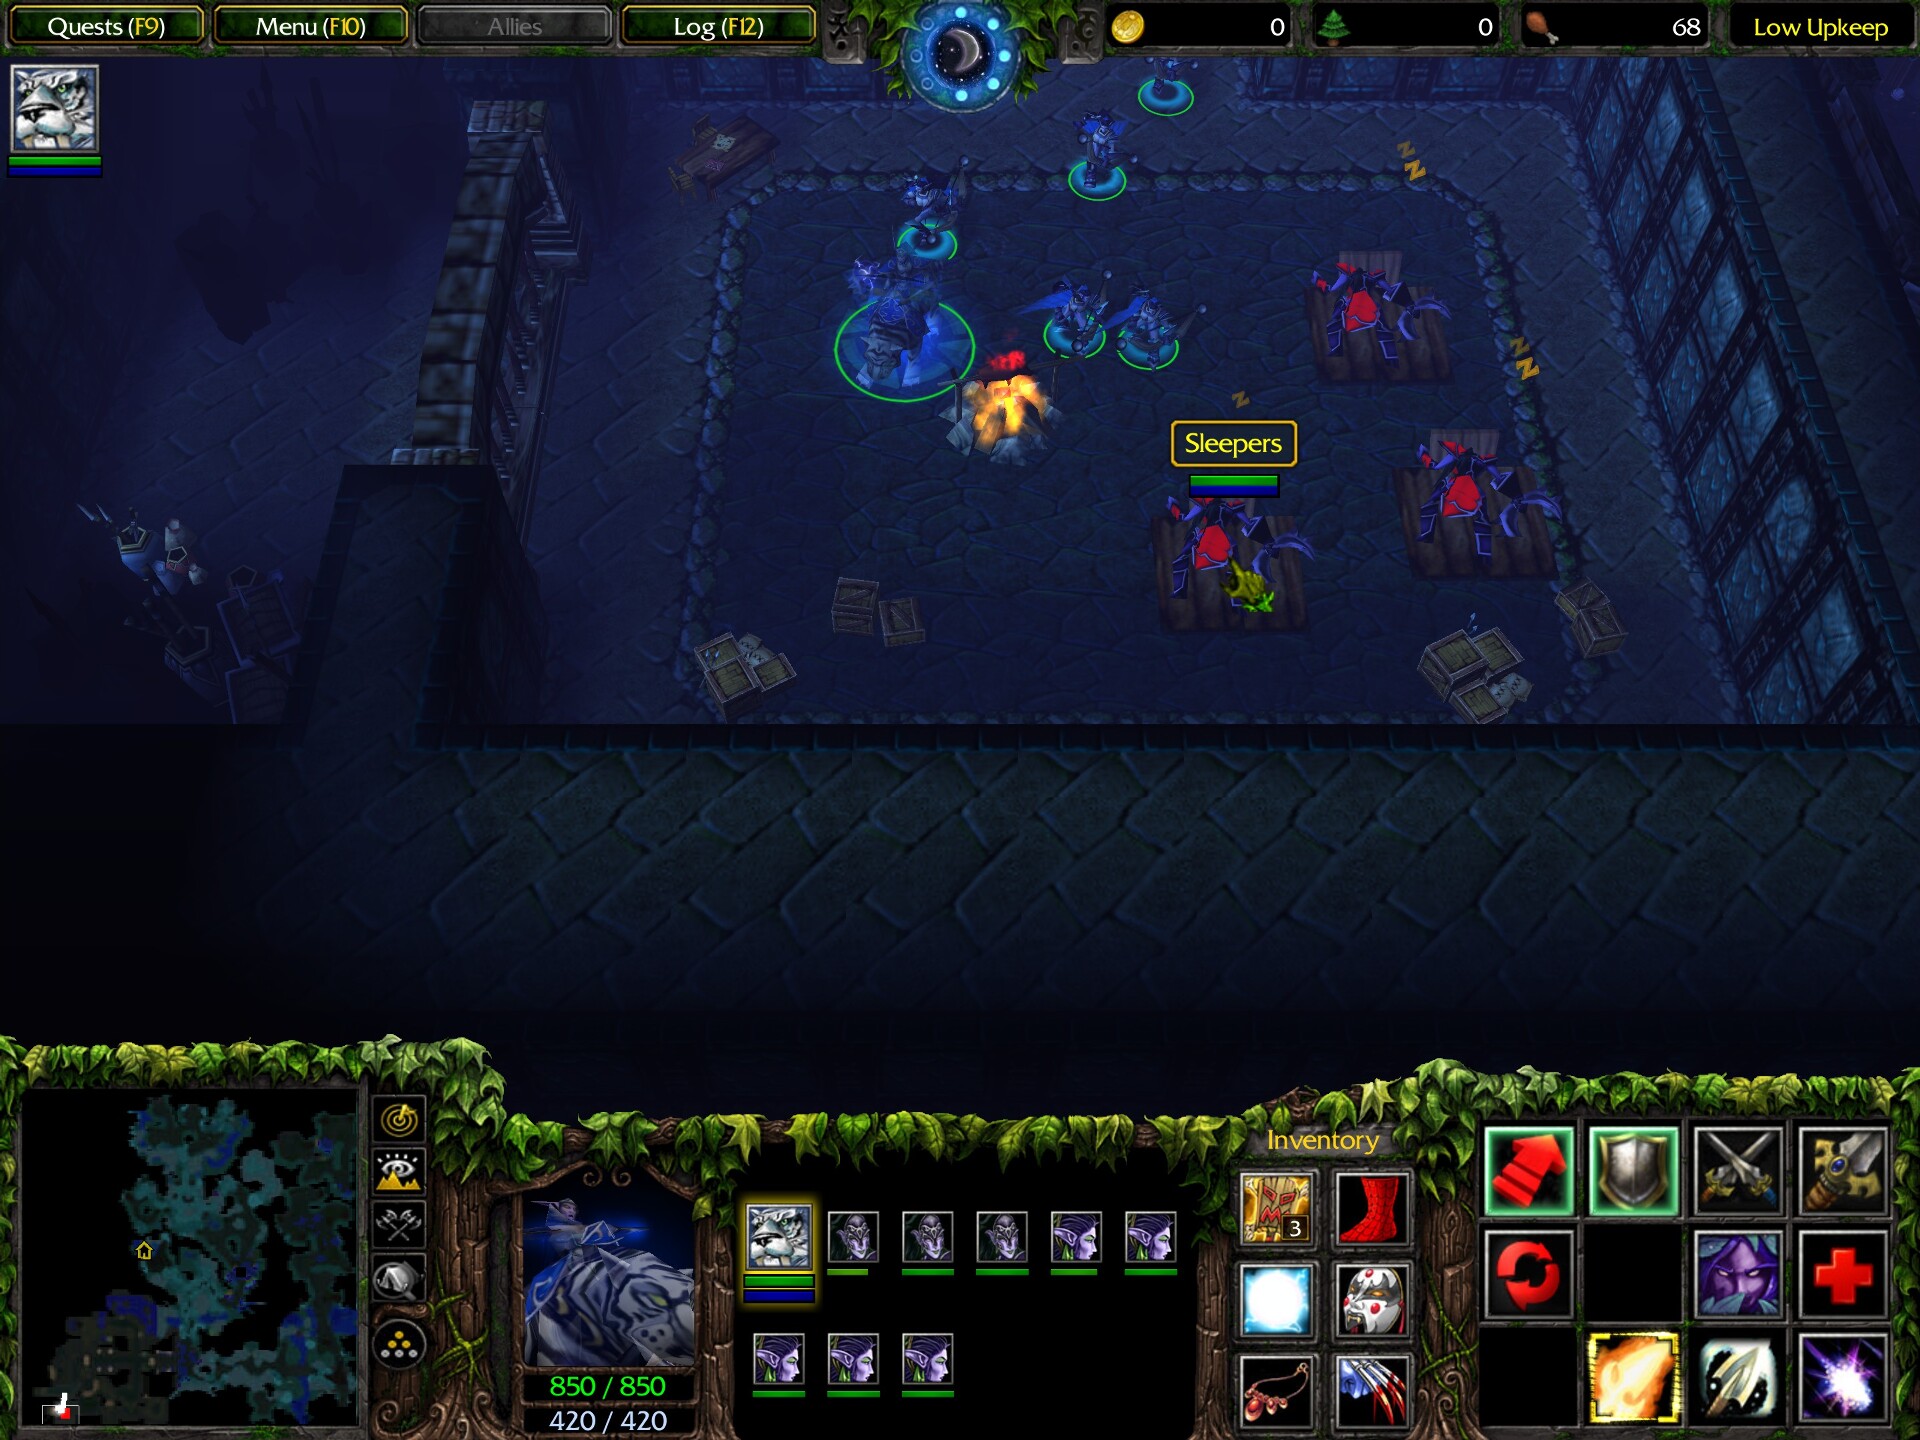 Quests (F9)
Menu (F10)
Allies
Log (F12)
0
0
68
Low Upkeep
Sleepers
Inventory
3
850 / 850
420 / 420